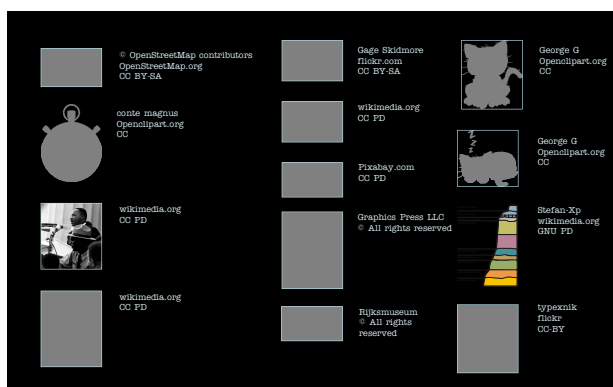 © OpenStreetMap contributors
OpenStreetMap.org
CC BY-SA
conte magnus
Openclipart.org
CC
wikimedia.org
CC PD
wikimedia.org
CC PD
Gage Skidmore
flickr.com
CC BY-SA
wikimedia.org
CC PD
Pixabay.com
CC PD
Graphics Press LLC
© All rights reserved
Rijksmuseum
© All rights
reserved
George G
Openclipart.org
CC
George G
Openclipart.org
CC
Stefan-Xp
wikimedia.org
GNU PD
typexnik
flickr
CC-BY